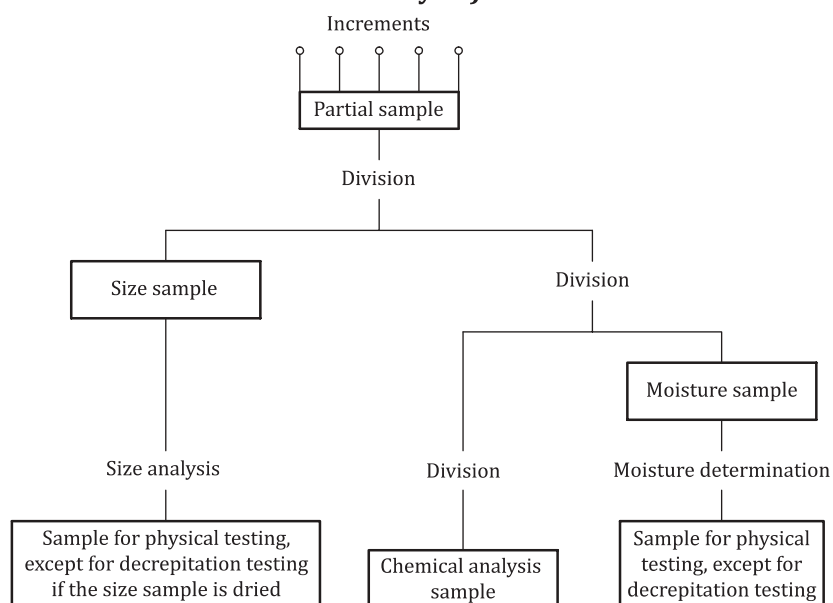 Increments
Partial sample
Division
Size sample
Division
Moisture sample
Size analysis
Division
Moisture determination
Sample for physical testing,
except for decrepitation testing
if the size sample is dried
Chemical analysis
sample
Sample for physical
testing, except for
decrepitation testing